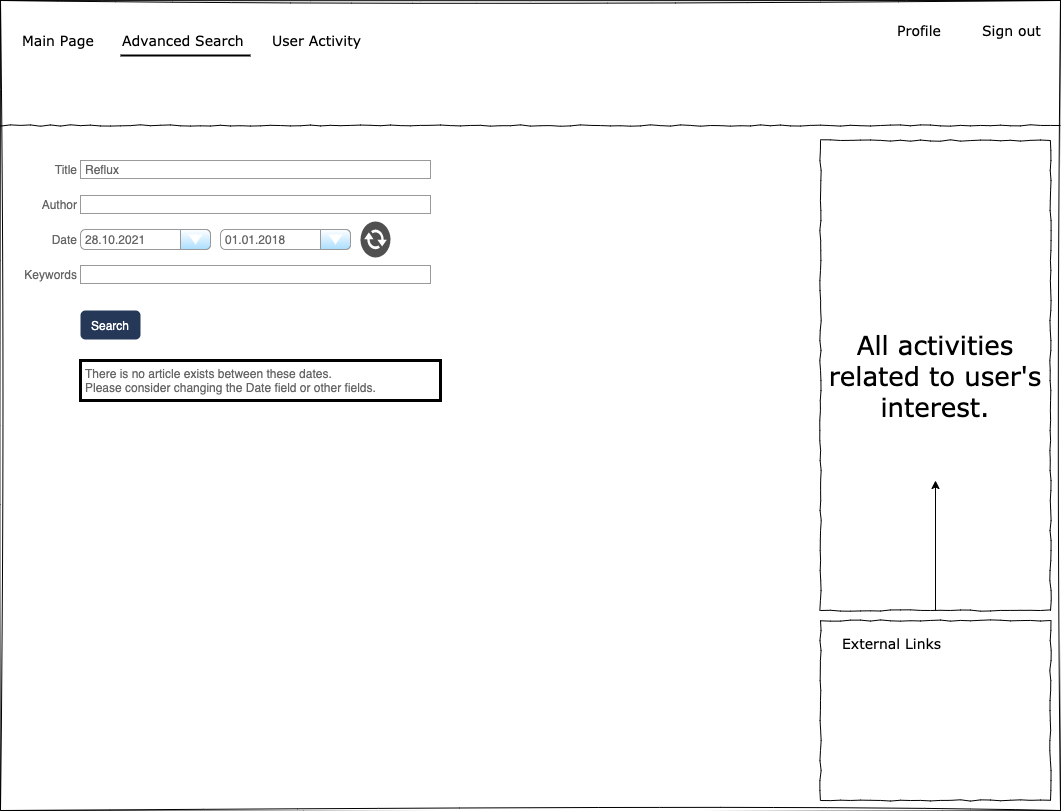 Main Page Advanced Search User Activity Profile Sign out
Title Reflux
Author
Date 28.10.2021 01.01.2018
Keywords
Search
There is no article exists between these dates.
Please consider changing the Date field or other fields.
All activities
related to user's
interest.
External Links